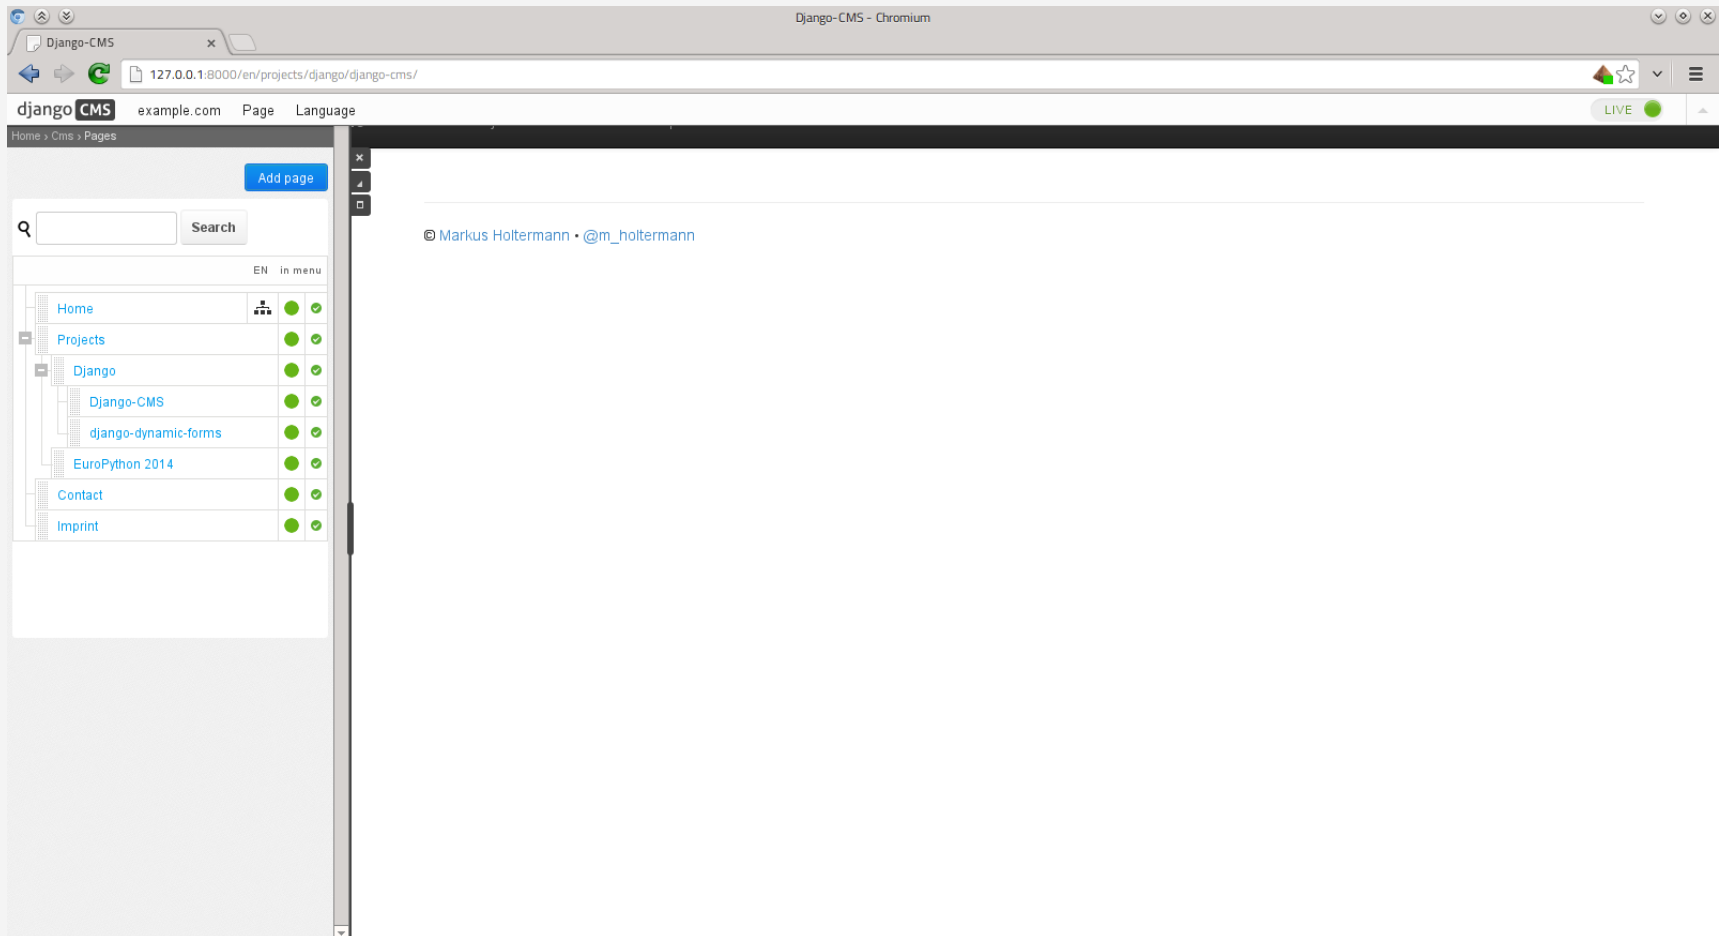 Django-CMS - Chromium
Django-CMS
127.0.0.1:8000/en/projects/django/django-cms/
django CMS example.com Page Language LIVE
Home › Cms › Pages
Add page
Search
EN in menu
Home
Projects
Django
Django-CMS
django-dynamic-forms
EuroPython 2014
Contact
Imprint
© Markus Holtermann • @m_holtermann